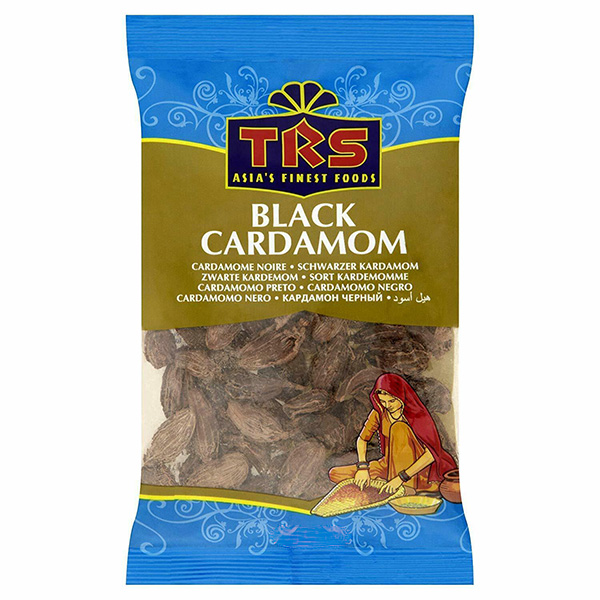 TRS
ASIA'S FINEST FOODS
BLACK
CARDAMOM
CARDAMOME NOIRE • SCHWARZER KARDAMOM
ZWARTE KARDEMOM • SORT KARDEMOMME
CARDAMOMO PRETO • CARDAMOMO NEGRO
CARDAMOMO NERO • КАРДАМОН ЧЕРНЫЙ • هيل أسود